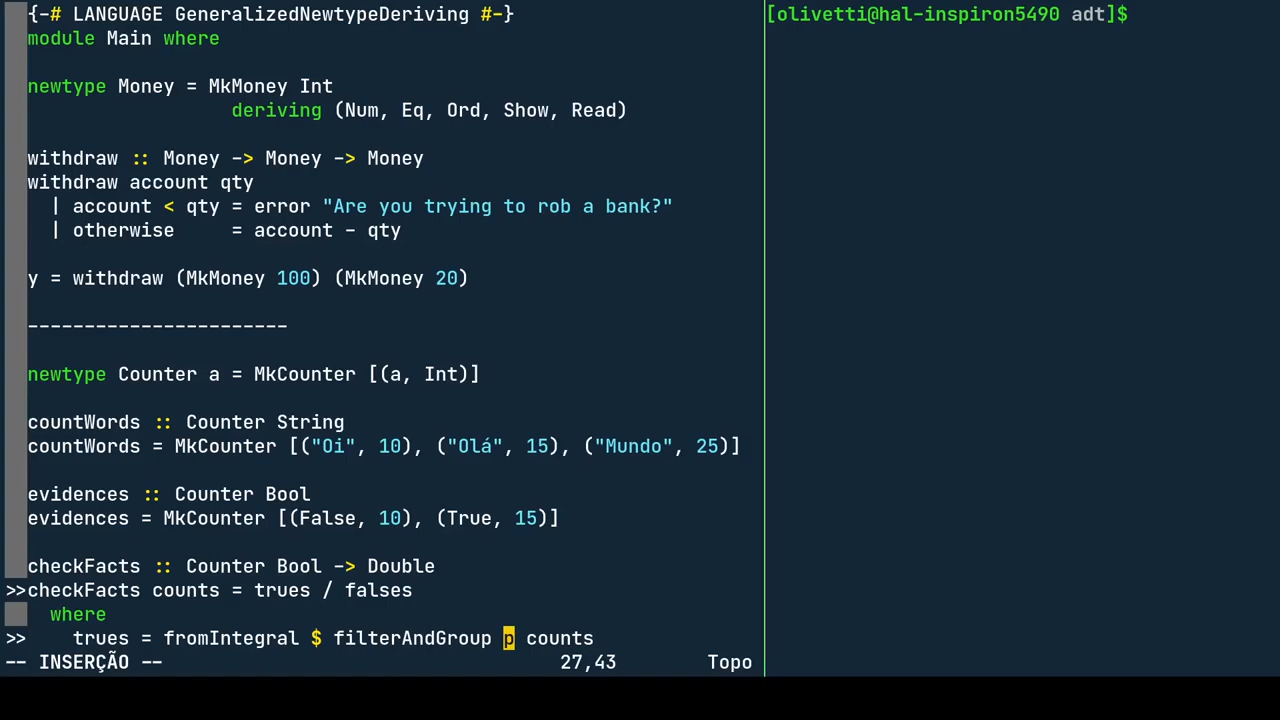 {-# LANGUAGE GeneralizedNewtypeDeriving #-}
module Main where
newtype Money = MkMoney Int
deriving (Num, Eq, Ord, Show, Read)
withdraw :: Money -> Money -> Money
withdraw account qty
| account < qty = error "Are you trying to rob a bank?"
| otherwise     = account - qty
y = withdraw (MkMoney 100) (MkMoney 20)
-----------------------
newtype Counter a = MkCounter [(a, Int)]
countWords :: Counter String
countWords = MkCounter [("Oi", 10), ("Olá", 15), ("Mundo", 25)]
evidences :: Counter Bool
evidences = MkCounter [(False, 10), (True, 15)]
checkFacts :: Counter Bool -> Double
>>checkFacts counts = trues / falses
where
>>    trues = fromIntegral $ filterAndGroup p counts
-- INSERÇÃO --    27,43    Topo
[olivetti@hal-inspiron5490 adt]$